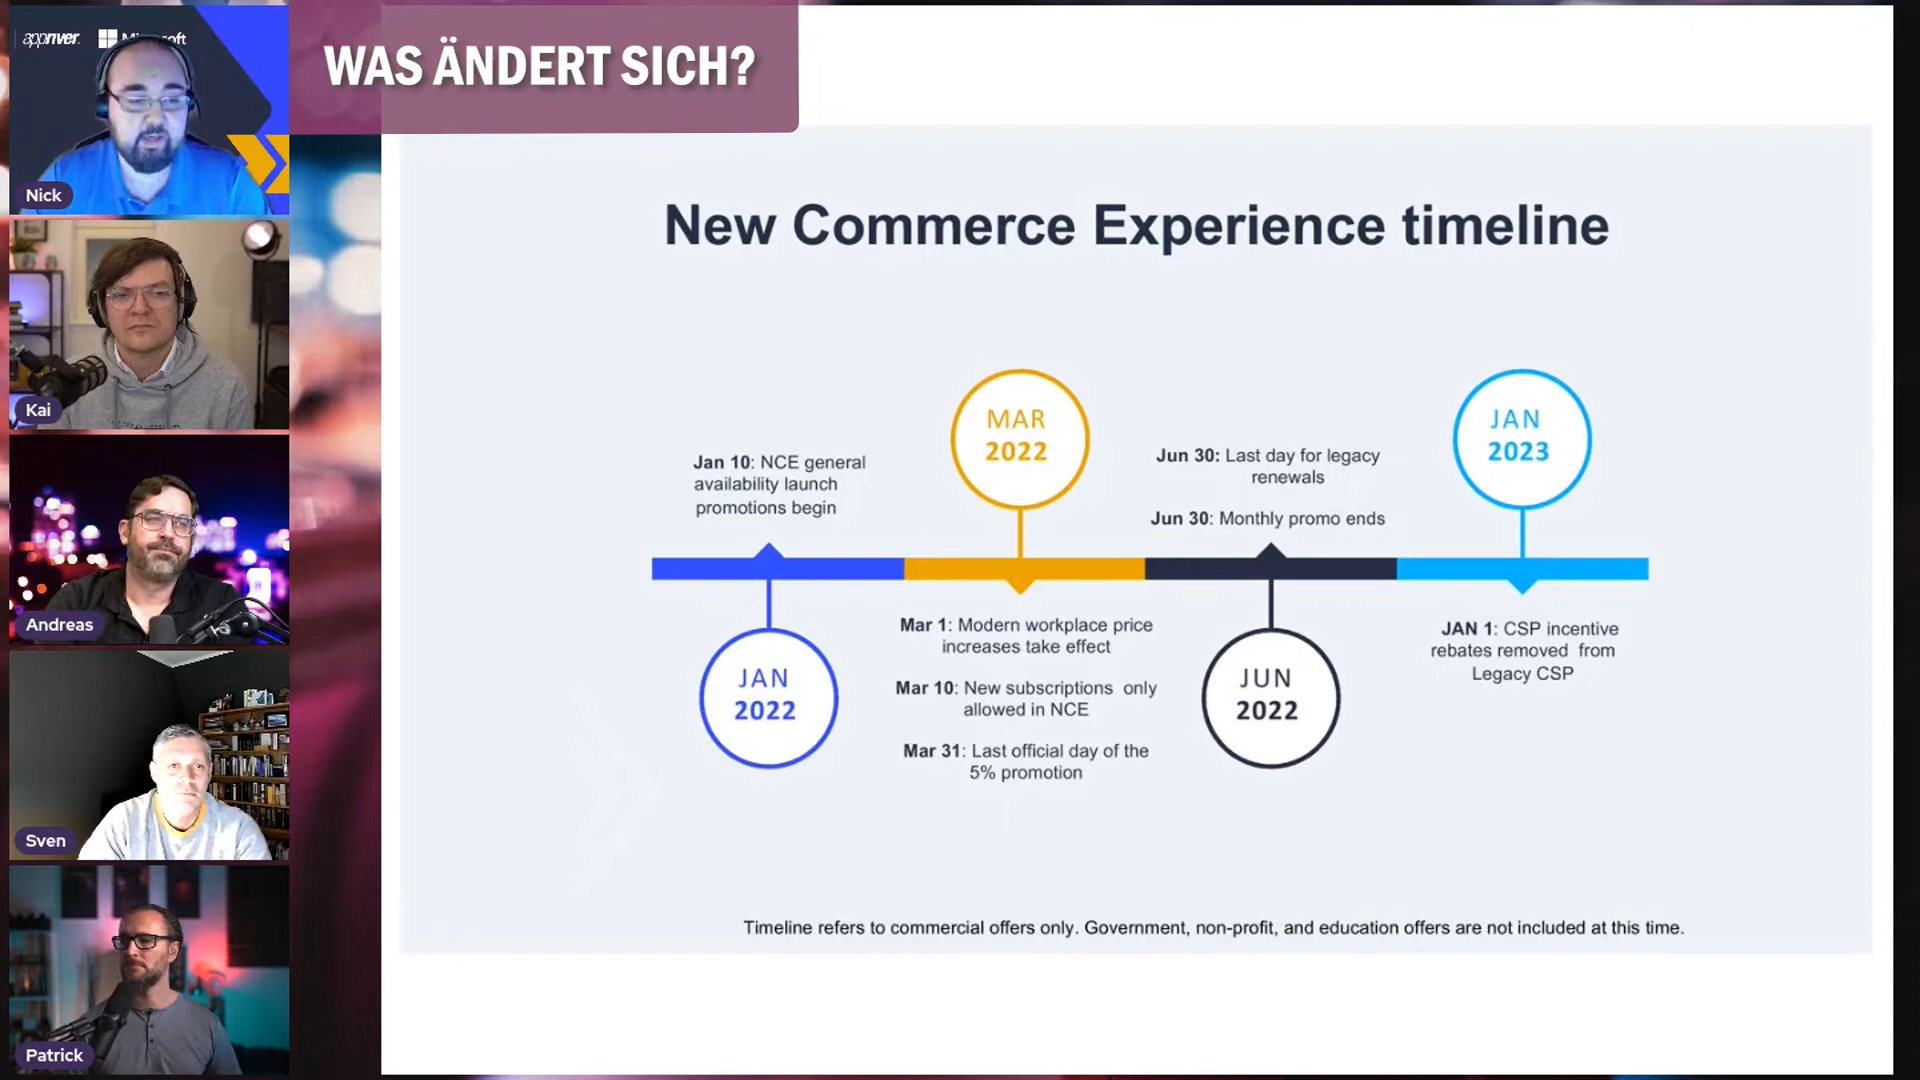 appriver
Microsoft
WAS ÄNDERT SICH?
Nick
Kai
Andreas
Sven
Patrick
New Commerce Experience timeline
Jan 10: NCE general
availability launch
promotions begin
JAN
2022
MAR
2022
Mar 1: Modern workplace price
increases take effect
Mar 10: New subscriptions only
allowed in NCE
Mar 31: Last official day of the
5% promotion
Jun 30: Last day for legacy
renewals
Jun 30: Monthly promo ends
JUN
2022
JAN
2023
JAN 1: CSP incentive
rebates removed from
Legacy CSP
Timeline refers to commercial offers only. Government, non-profit, and education offers are not included at this time.